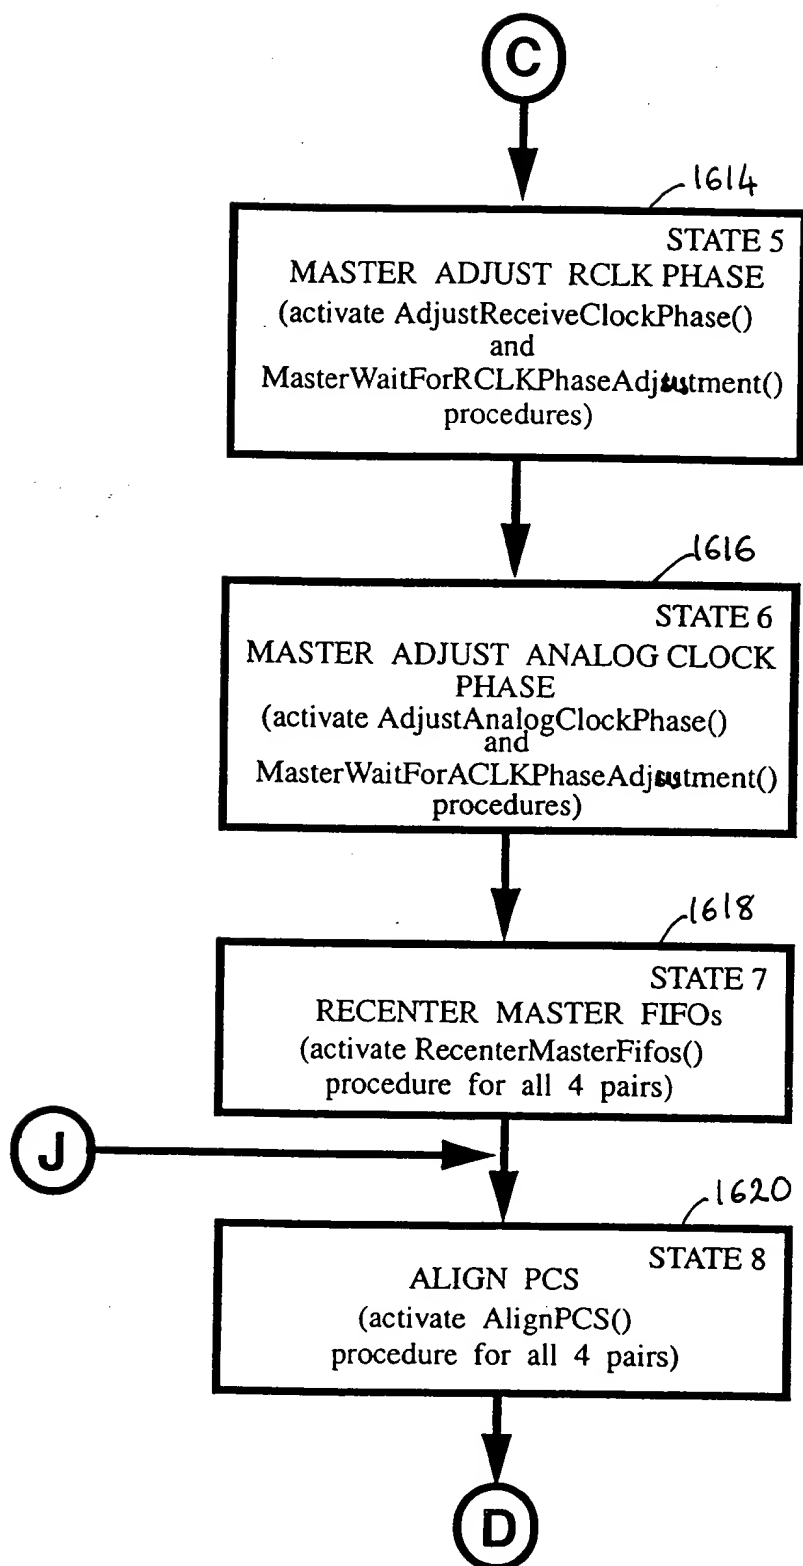 C
1614
STATE 5
MASTER ADJUST RCLK PHASE
(activate AdjustReceiveClockPhase()
and
MasterWaitForRCLKPhaseAdjustment()
procedures)
1616
STATE 6
MASTER ADJUST ANALOG CLOCK
PHASE
(activate AdjustAnalogClockPhase()
and
MasterWaitForACLKPhaseAdjustment()
procedures)
1618
STATE 7
RECENTER MASTER FIFOs
(activate RecenterMasterFifos()
procedure for all 4 pairs)
J
1620
STATE 8
ALIGN PCS
(activate AlignPCS()
procedure for all 4 pairs)
D